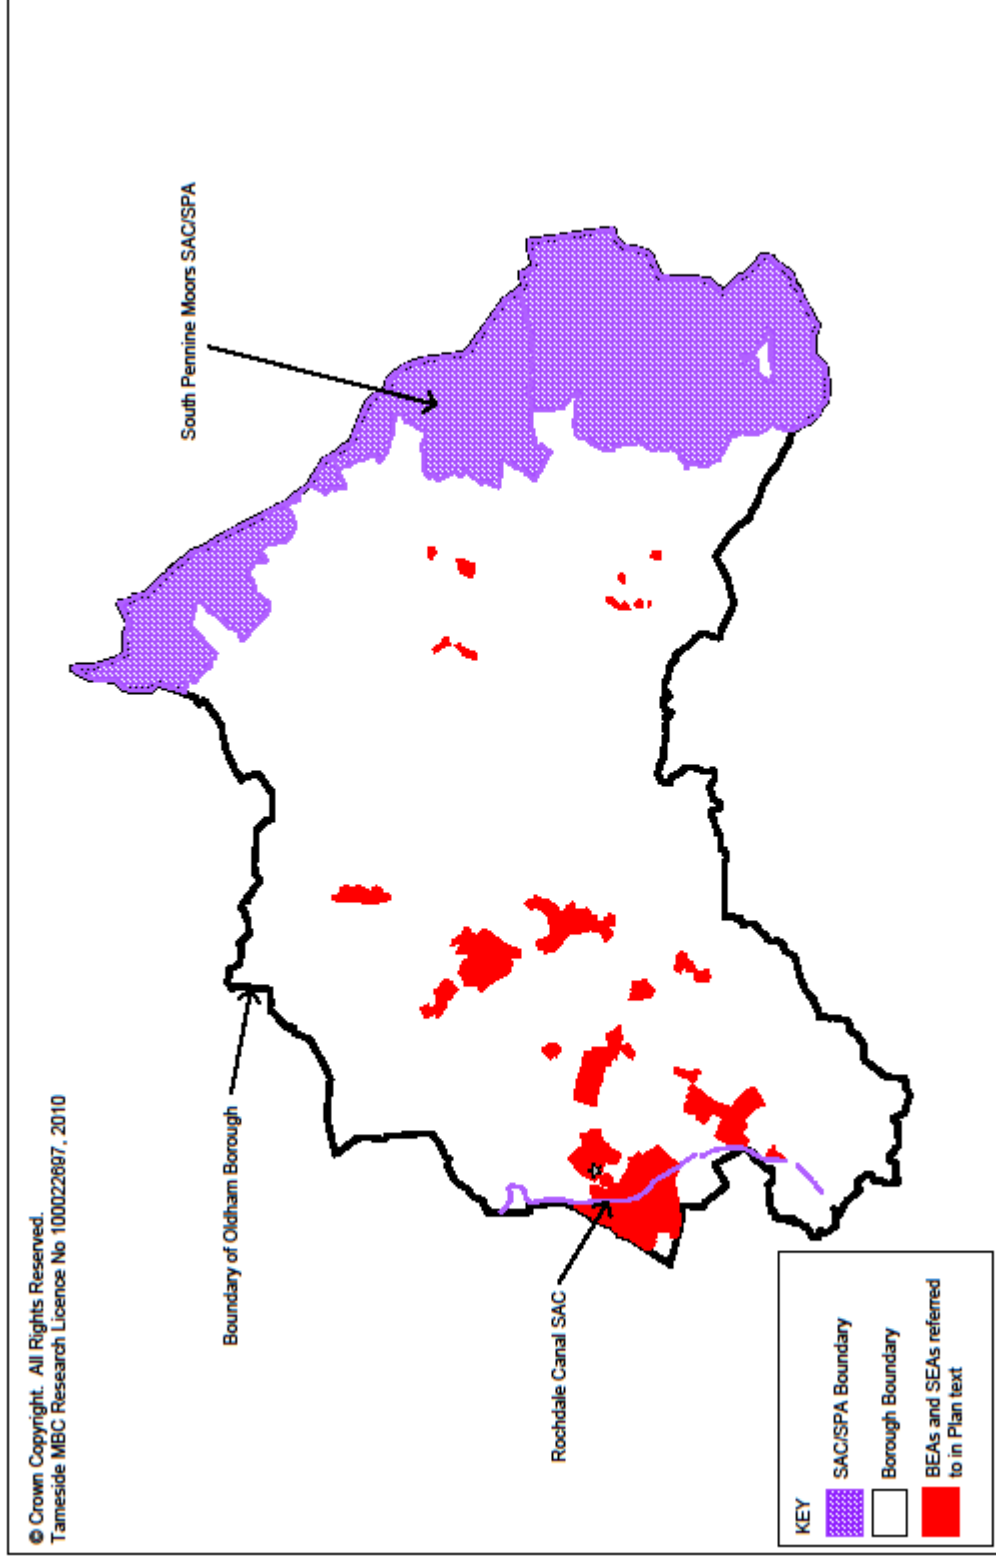 © Crown Copyright. All Rights Reserved.
Tameside MBC Research Licence No 100022697, 2010
South Pennine Moors SAC/SPA
Boundary of Oldham Borough
Rochdale Canal SAC
KEY
SAC/SPA Boundary
Borough Boundary
BEAs and SEAs referred
to in Plan text